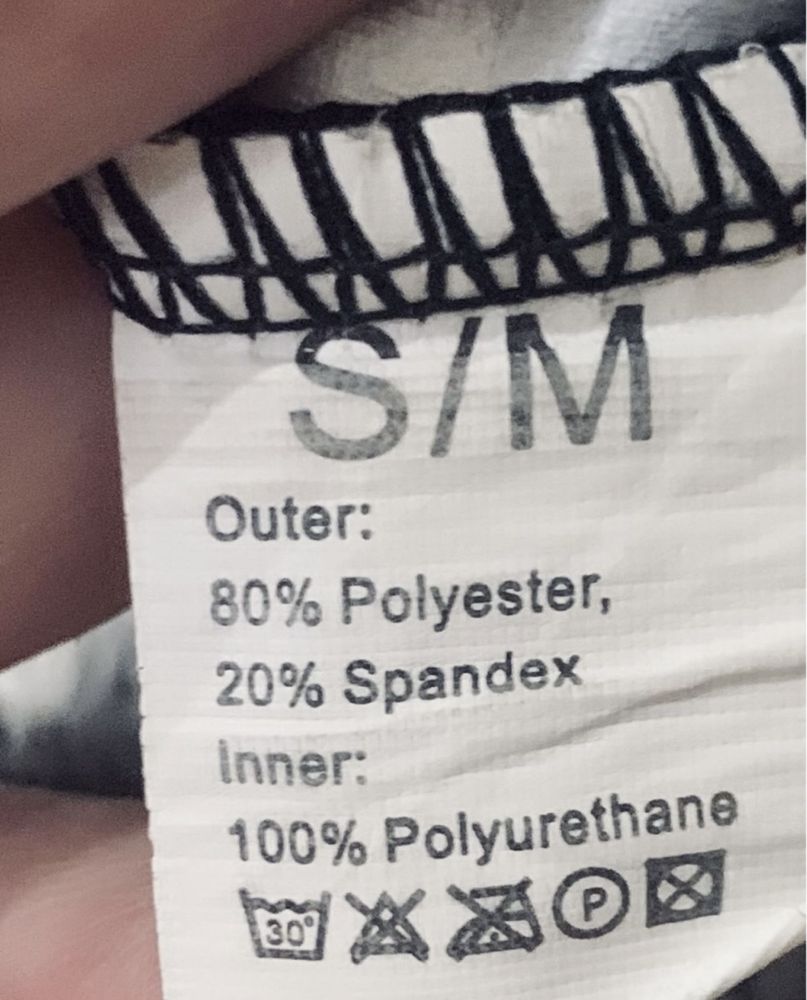 S/M
Outer:
80% Polyester,
20% Spandex
Inner:
100% Polyurethane
30° P